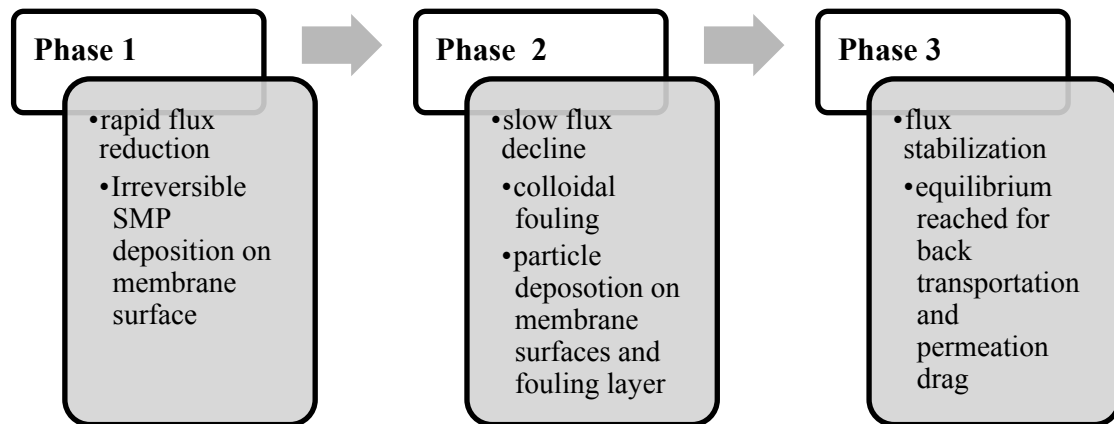 Phase 1
•rapid flux
reduction
•Irreversible
SMP
deposition on
membrane
surface
Phase  2
•slow flux
decline
•colloidal
fouling
•particle
deposotion on
membrane
surfaces and
fouling layer
Phase 3
•flux
stabilization
•equilibrium
reached for
back
transportation
and
permeation
drag